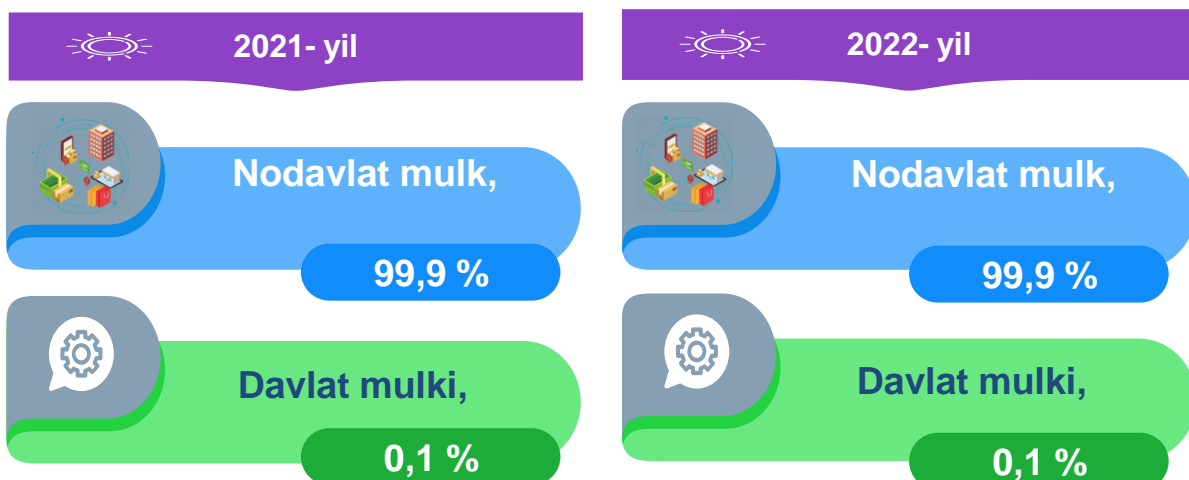 2021- yil
Nodavlat mulk,
99,9 %
Davlat mulki,
0,1 %
2022- yil
Nodavlat mulk,
99,9 %
Davlat mulki,
0,1 %